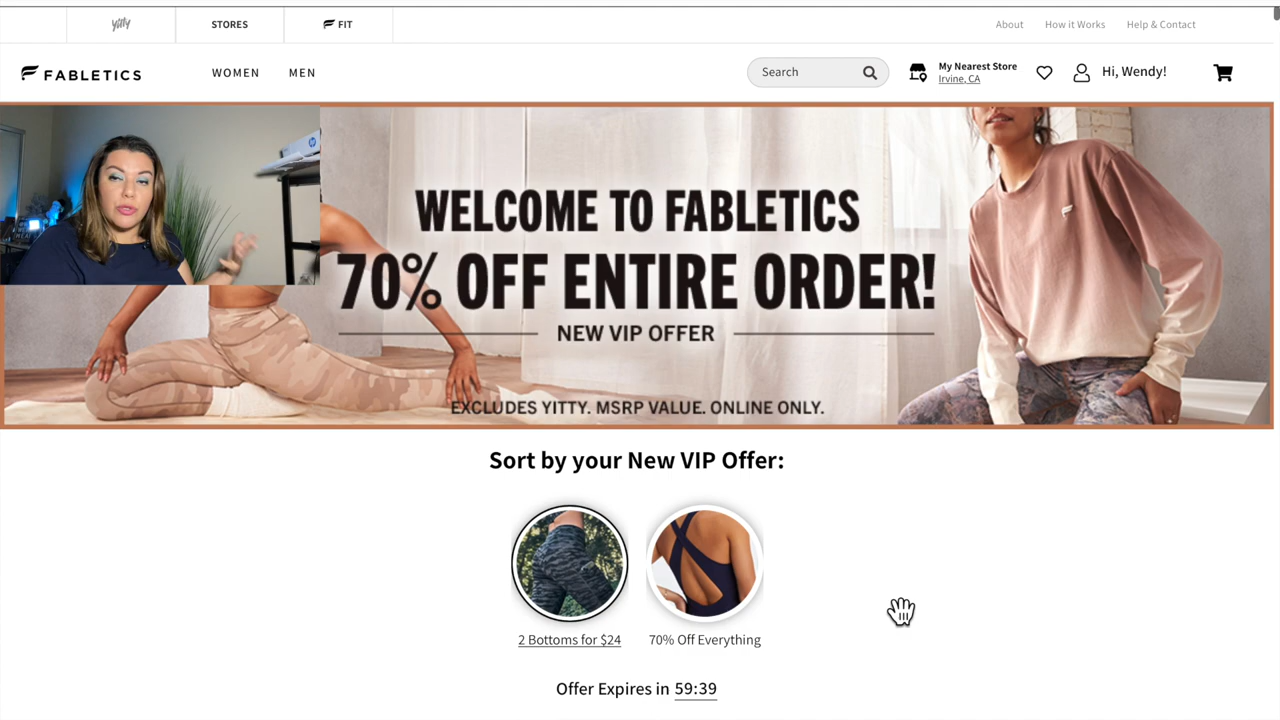 yitty
STORES
FIT
About
How it Works
Help & Contact
FABLETICS
WOMEN
MEN
Search
My Nearest Store
Irvine, CA
Hi, Wendy!
WELCOME TO FABLETICS
70% OFF ENTIRE ORDER!
NEW VIP OFFER
EXCLUDES YITTY. MSRP VALUE. ONLINE ONLY.
Sort by your New VIP Offer:
2 Bottoms for $24
70% Off Everything
Offer Expires in 59:39